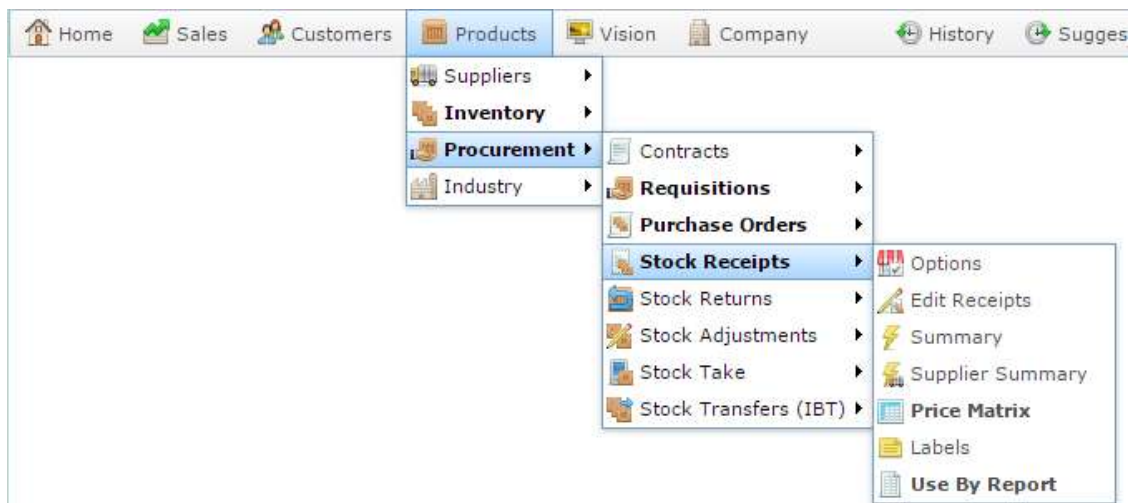 Home Sales Customers Products Vision Company History Sugges
Suppliers
Inventory
Procurement
Industry
Contracts
Requisitions
Purchase Orders
Stock Receipts
Stock Returns
Stock Adjustments
Stock Take
Stock Transfers (IBT)
Options
Edit Receipts
Summary
Supplier Summary
Price Matrix
Labels
Use By Report